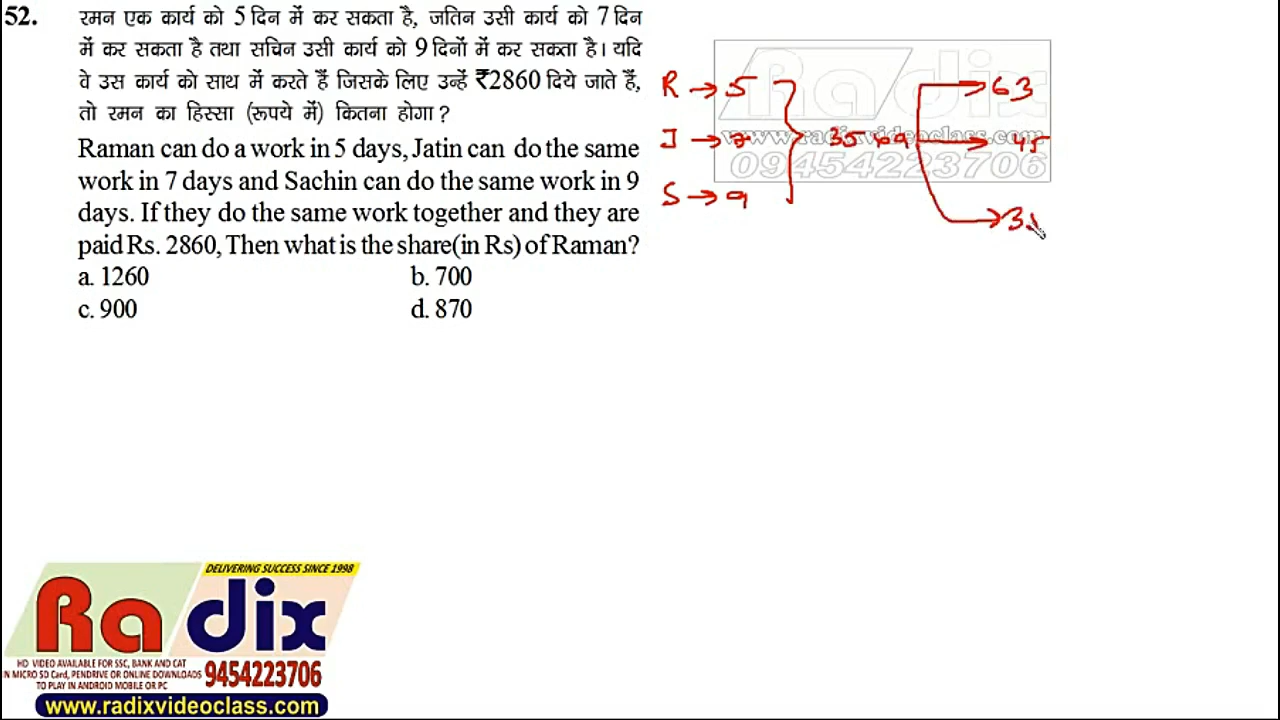 52. रमन एक कार्य को 5 दिन में कर सकता है, जतिन उसी कार्य को 7 दिन
में कर सकता है तथा सचिन उसी कार्य को 9 दिनों में कर सकता है। यदि
वे उस कार्य को साथ में करते हैं जिसके लिए उन्हें ₹2860 दिये जाते हैं,
तो रमन का हिस्सा (रूपये में) कितना होगा ?
Raman can do a work in 5 days, Jatin can do the same
work in 7 days and Sachin can do the same work in 9
days. If they do the same work together and they are
paid Rs. 2860, Then what is the share(in Rs) of Raman?
a. 1260 b. 700
c. 900 d. 870
R → 5
J → 7
S → 9
35 × 9
→ 63
→ 45
→ 3
Radix
www.radixvideoclass.com
09454223706
DELIVERING SUCCESS SINCE 1998
Radix
HD VIDEO AVAILABLE FOR SSC, BANK AND CAT
IN MICRO SD Card, PENDRIVE OR ONLINE DOWNLOADS
TO PLAY IN ANDROID MOBILE OR PC
9454223706
www.radixvideoclass.com